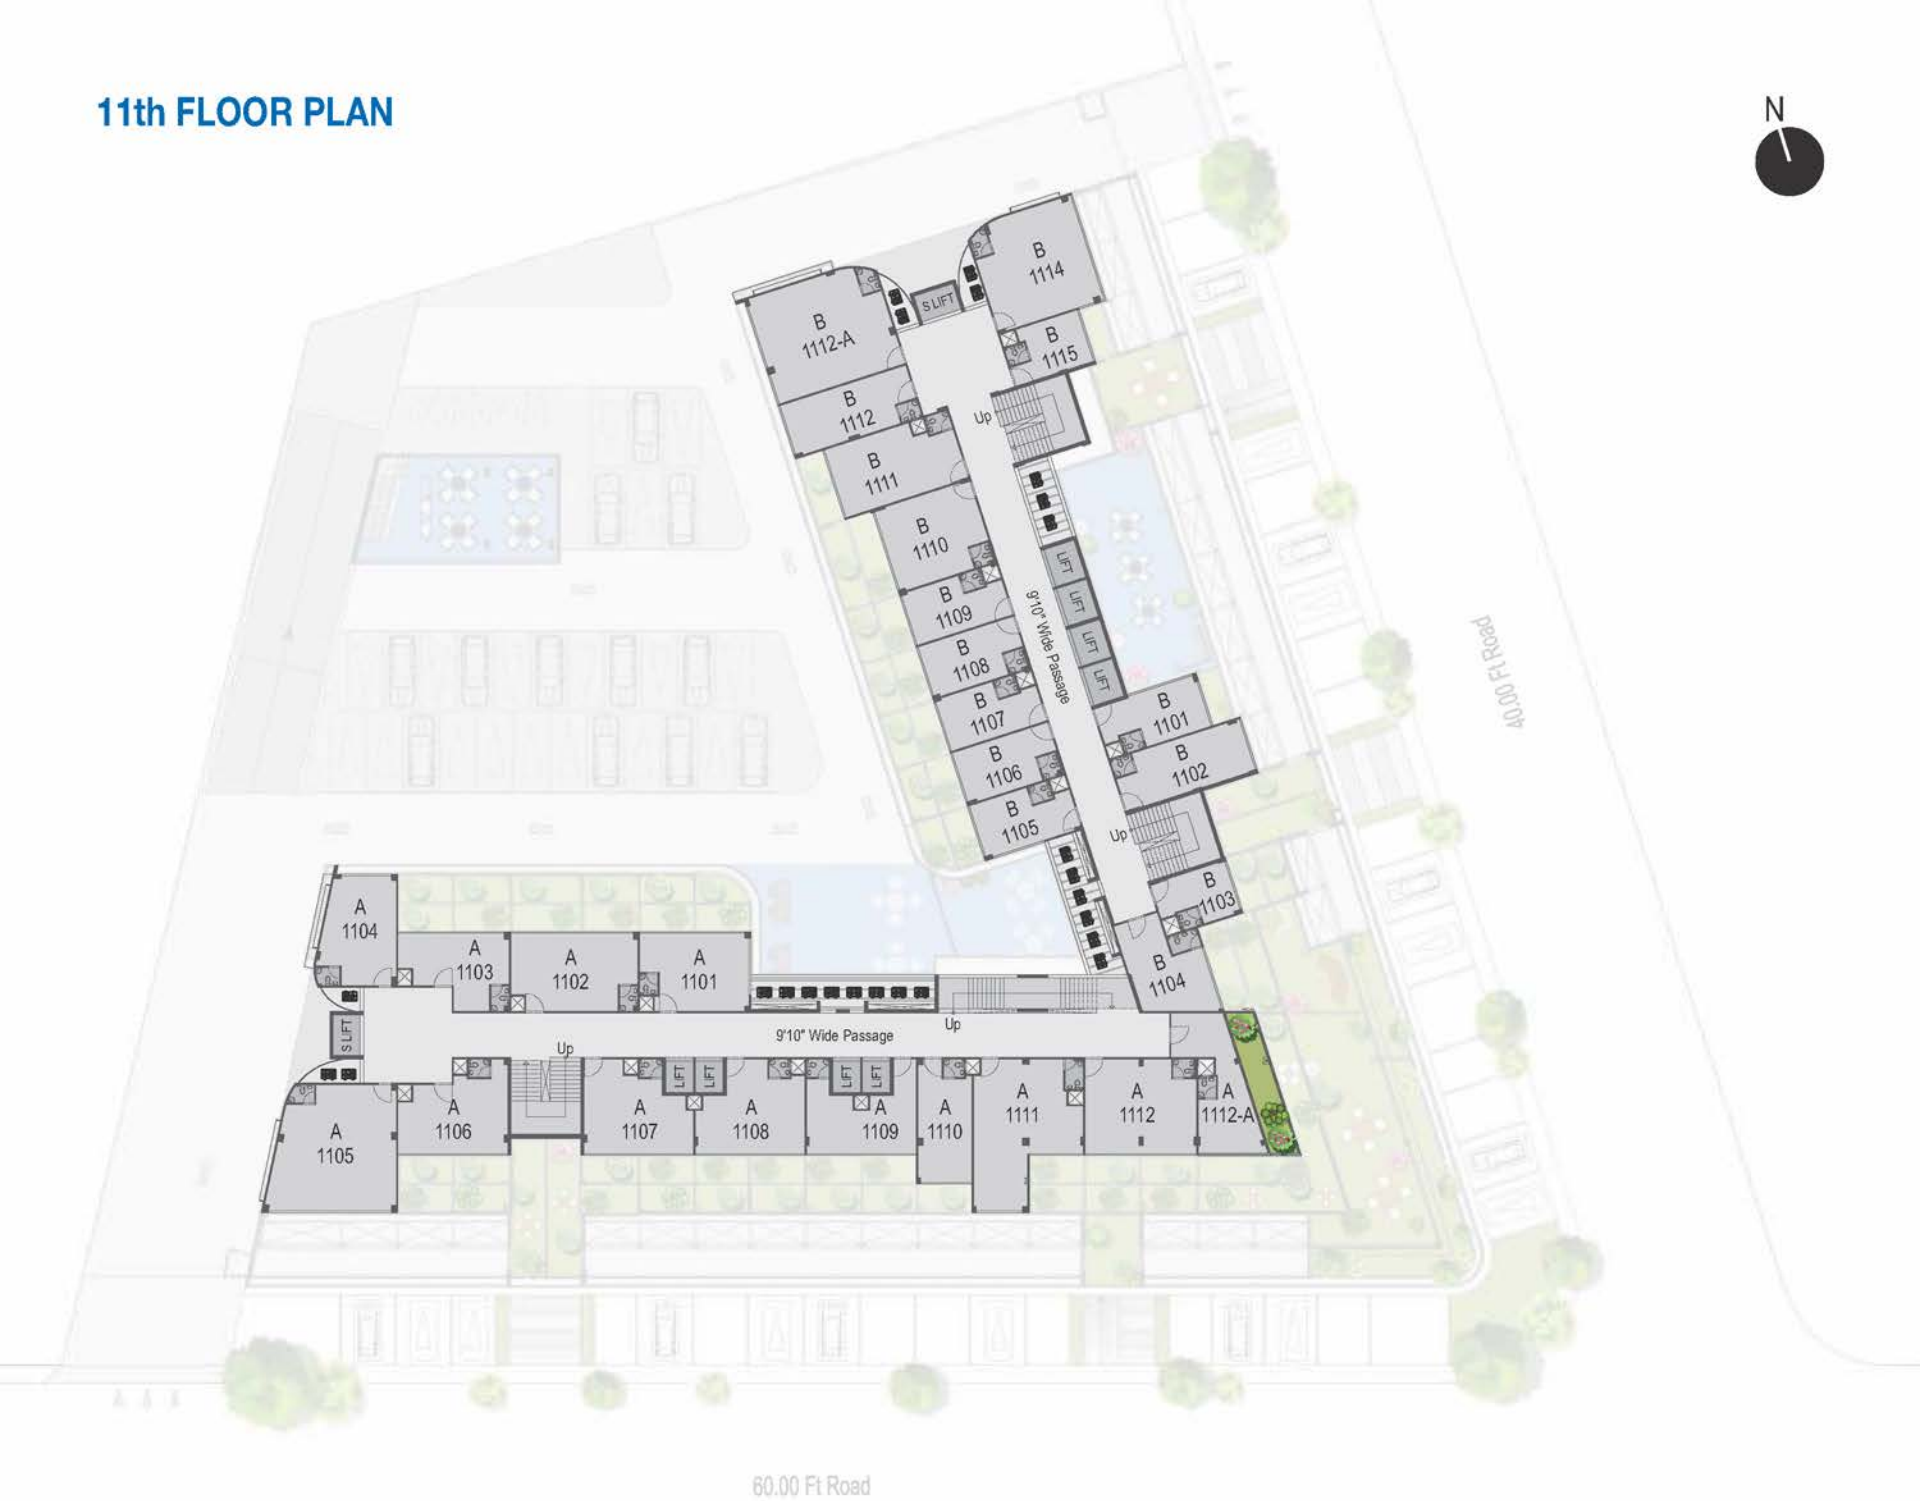 11th FLOOR PLAN
N
B
1114
S LIFT
B
1112-A
B
1115
B
1112
Up
B
1111
B
1110
LIFT
B
1109
LIFT
9'10" Wide Passage
LIFT
B
1108
LIFT
B
1107
B
1101
B
1106
B
1102
B
1105
Up
B
1103
B
1104
40.00 Ft Road
A
1104
A
1103
A
1102
A
1101
S LIFT
9'10" Wide Passage
Up
Up
LIFT
LIFT
LIFT
LIFT
A
1105
A
1106
A
1107
A
1108
A
1109
A
1110
A
1111
A
1112
A
1112-A
60.00 Ft Road